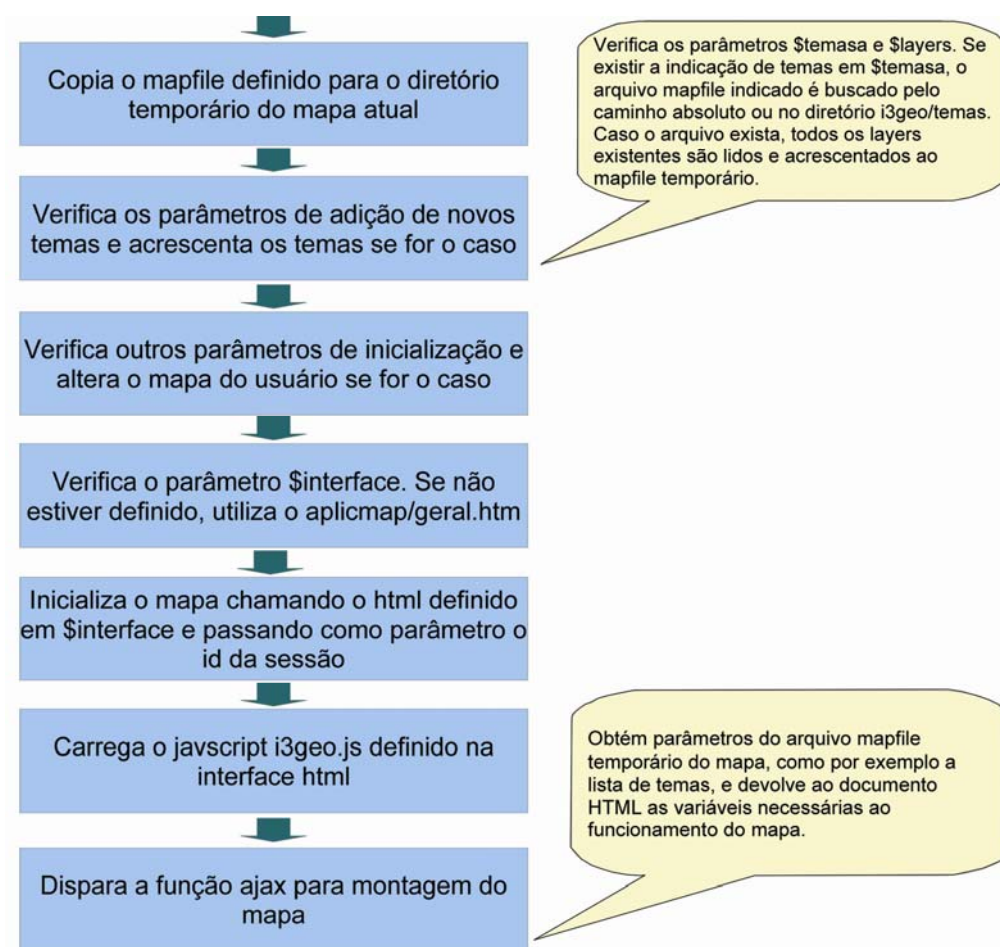 Copia o mapfile definido para o diretório
temporário do mapa atual
Verifica os parâmetros $temasa e $layers. Se
existir a indicação de temas em $temasa, o
arquivo mapfile indicado é buscado pelo
caminho absoluto ou no diretório i3geo/temas.
Caso o arquivo exista, todos os layers
existentes são lidos e acrescentados ao
mapfile temporário.
Verifica os parâmetros de adição de novos
temas e acrescenta os temas se for o caso
Verifica outros parâmetros de inicialização e
altera o mapa do usuário se for o caso
Verifica o parâmetro $interface. Se não
estiver definido, utiliza o aplicmap/geral.htm
Inicializa o mapa chamando o html definido
em $interface e passando como parâmetro o
id da sessão
Carrega o javscript i3geo.js definido na
interface html
Obtém parâmetros do arquivo mapfile
temporário do mapa, como por exemplo a
lista de temas, e devolve ao documento
HTML as variáveis necessárias ao
funcionamento do mapa.
Dispara a função ajax para montagem do
mapa